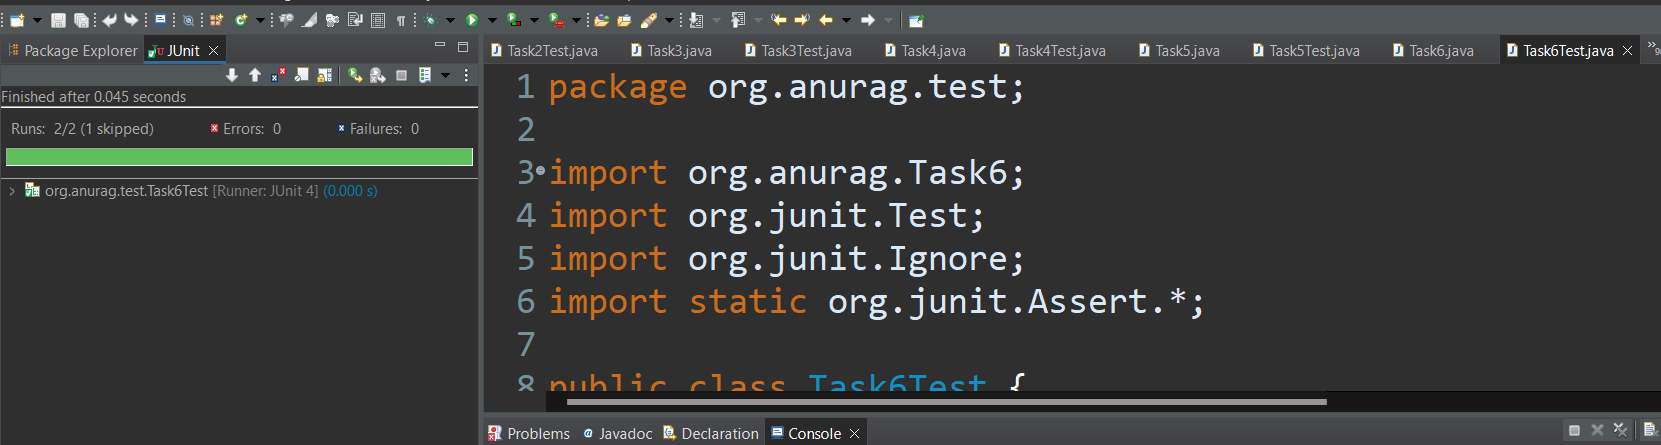 Package Explorer
JUnit
Finished after 0.045 seconds
Runs: 2/2 (1 skipped)
Errors: 0
Failures: 0
org.anurag.test.Task6Test [Runner: JUnit 4] (0.000 s)
Task2Test.java
Task3.java
Task3Test.java
Task4.java
Task4Test.java
Task5.java
Task5Test.java
Task6.java
Task6Test.java
1 package org.anurag.test;
2
3 import org.anurag.Task6;
4 import org.junit.Test;
5 import org.junit.Ignore;
6 import static org.junit.Assert.*;
7
8 public class Task6Test {
Problems
Javadoc
Declaration
Console